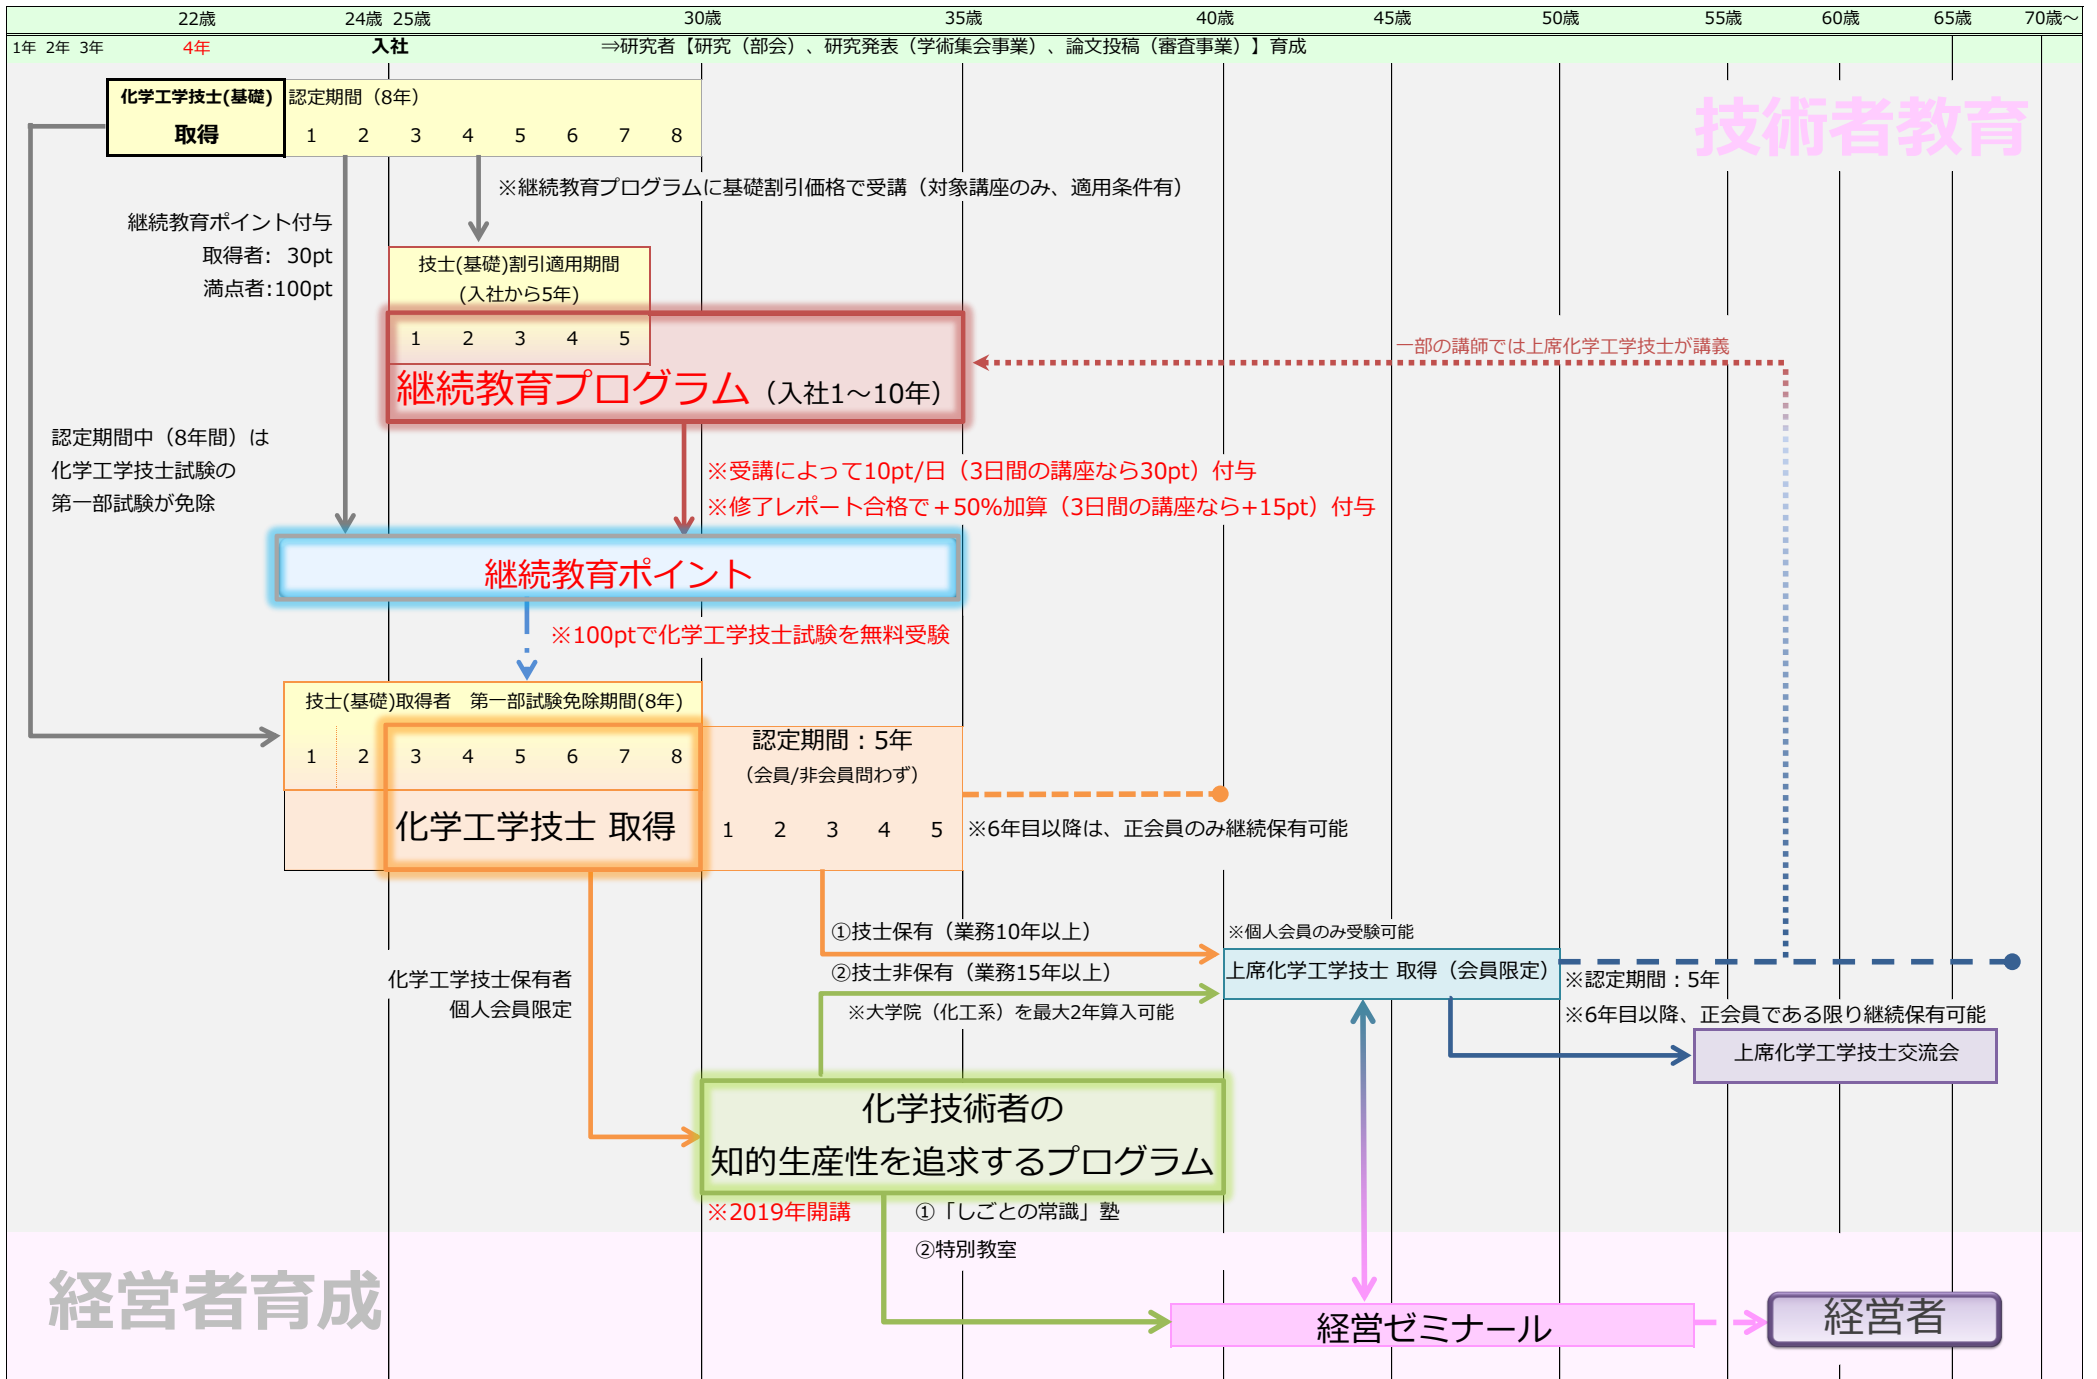 22歳 24歳 25歳 30歳 35歳 40歳 45歳 50歳 55歳 60歳 65歳 70歳～
1年 2年 3年 4年 入社 ⇒研究者【研究（部会）、研究発表（学術集会事業）、論文投稿（審査事業）】育成
化学工学技士(基礎) 認定期間（8年）
取得 1 2 3 4 5 6 7 8
技術者教育
※継続教育プログラムに基礎割引価格で受講（対象講座のみ、適用条件有）
継続教育ポイント付与
取得者: 30pt
満点者:100pt
技士(基礎)割引適用期間
(入社から5年)
1 2 3 4 5
継続教育プログラム（入社1～10年）
一部の講師では上席化学工学技士が講義
認定期間中（8年間）は
化学工学技士試験の
第一部試験が免除
※受講によって10pt/日（3日間の講座なら30pt）付与
※修了レポート合格で＋50%加算（3日間の講座なら+15pt）付与
継続教育ポイント
※100ptで化学工学技士試験を無料受験
技士(基礎)取得者　第一部試験免除期間(8年)
1 2 3 4 5 6 7 8
化学工学技士 取得
認定期間：5年
（会員/非会員問わず）
1 2 3 4 5
※6年目以降は、正会員のみ継続保有可能
①技士保有（業務10年以上）
②技士非保有（業務15年以上）
※大学院（化工系）を最大2年算入可能
※個人会員のみ受験可能
上席化学工学技士 取得（会員限定）
※認定期間：5年
※6年目以降、正会員である限り継続保有可能
上席化学工学技士交流会
化学工学技士保有者
個人会員限定
化学技術者の
知的生産性を追求するプログラム
※2019年開講
①「しごとの常識」塾
②特別教室
経営者育成
経営ゼミナール
経営者